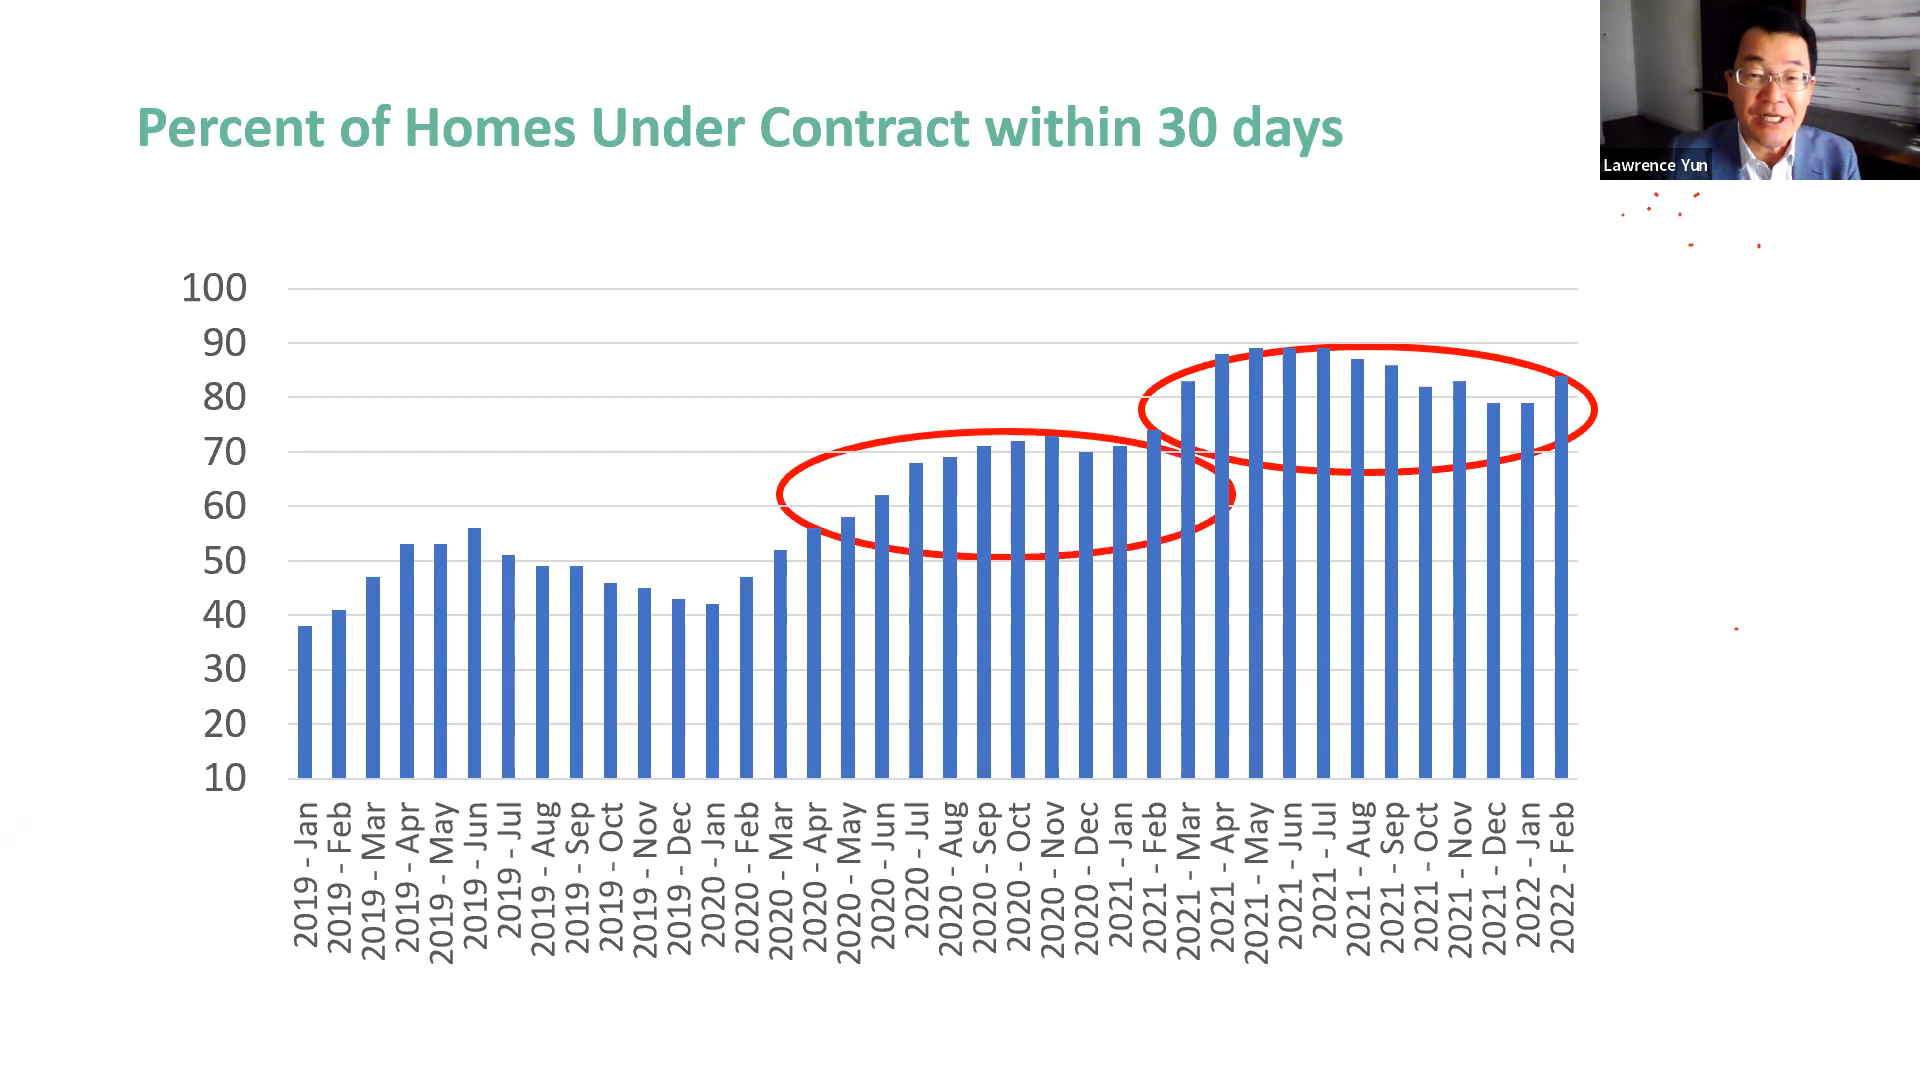 Percent of Homes Under Contract within 30 days
Lawrence Yun
100
90
80
70
60
50
40
30
20
10
2019 - Jan
2019 - Feb
2019 - Mar
2019 - Apr
2019 - May
2019 - Jun
2019 - Jul
2019 - Aug
2019 - Sep
2019 - Oct
2019 - Nov
2019 - Dec
2020 - Jan
2020 - Feb
2020 - Mar
2020 - Apr
2020 - May
2020 - Jun
2020 - Jul
2020 - Aug
2020 - Sep
2020 - Oct
2020 - Nov
2020 - Dec
2021 - Jan
2021 - Feb
2021 - Mar
2021 - Apr
2021 - May
2021 - Jun
2021 - Jul
2021 - Aug
2021 - Sep
2021 - Oct
2021 - Nov
2021 - Dec
2022 - Jan
2022 - Feb